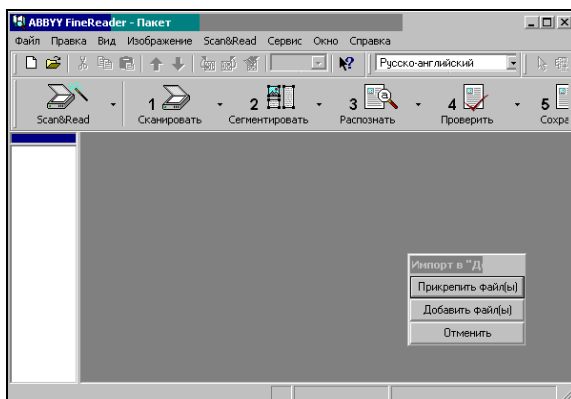 ABBYY FineReader - Пакет
Файл Правка Вид Изображение Scan&Read Сервис Окно Справка
Русско-английский
1 2 3 4 5
Scan&Read Сканировать Сегментировать Распознать Проверить Сохра
Импорт в "Д
Прикрепить файл(ы)
Добавить файл(ы)
Отменить